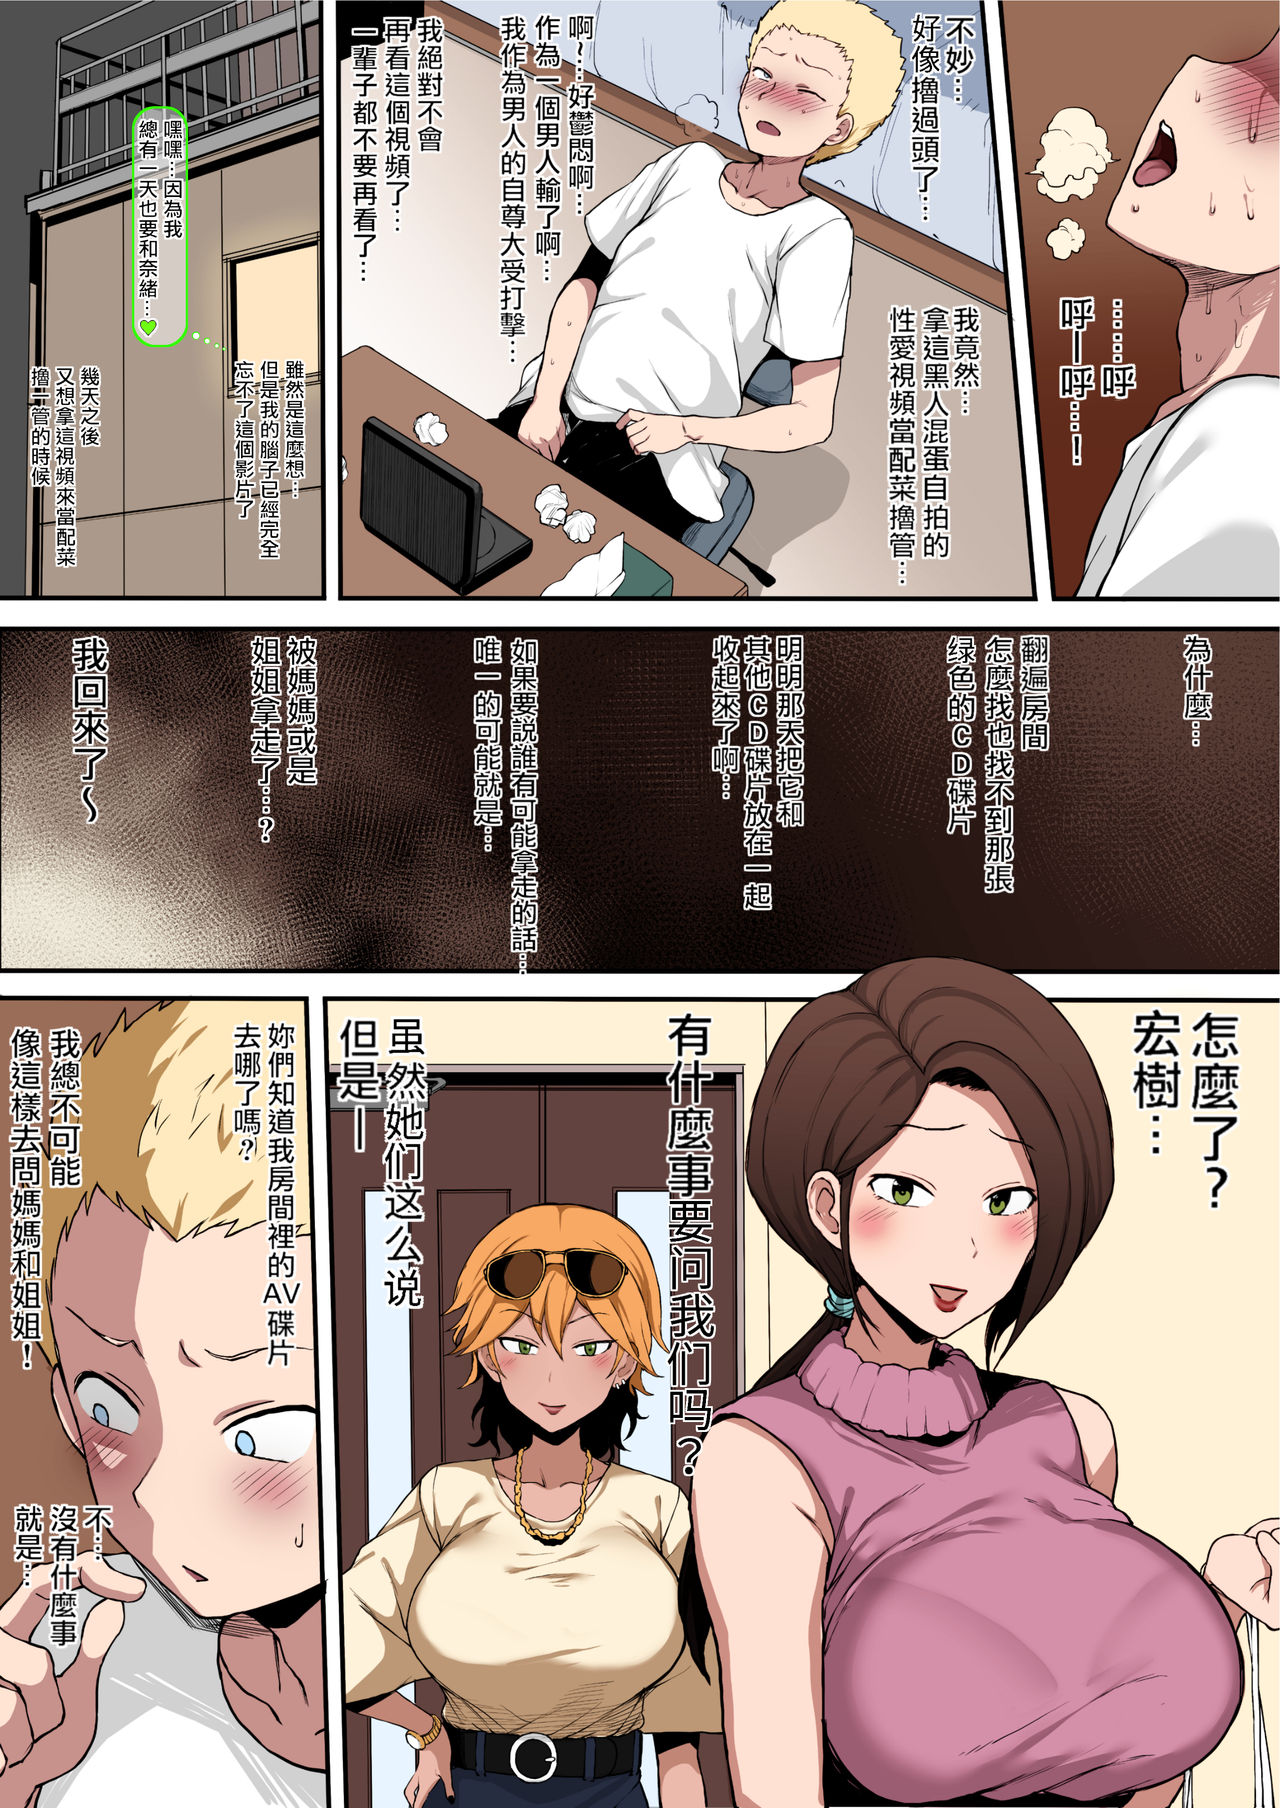 ……呼
呼ー呼…！
不妙…
好像擼過頭了…
我竟然…
拿這黑人混蛋自拍的
性愛視頻當配菜擼管…
啊～…好鬱悶啊…
作為一個男人輸了啊…
我作為男人的自尊大受打擊…
我絕對不會
再看這個視頻了…
一輩子都不要再看了…
嘿嘿…因為我
總有一天也要和奈緒…♥
雖然是這麼想…
但是我的腦子已經完全
忘不了這個影片了
幾天之後
又想拿這視頻來當配菜
擼一管的時候
為什麼…
翻遍房間
怎麼找也找不到那張
绿色的CD碟片
明明那天把它和
其他CD碟片放在一起
收起來了啊…
如果要說誰有可能拿走的話…
唯一的可能就是…
被媽媽或是
姐姐拿走了…？
我回來了～
怎麼了？
宏樹…
有什麼事要问我们吗？
虽然她们这么说
但是ー
妳們知道我房間裡的AV碟片
去哪了嗎？
我總不可能
像這樣去問媽媽和姐姐！
不…
沒有什麼事
就是…